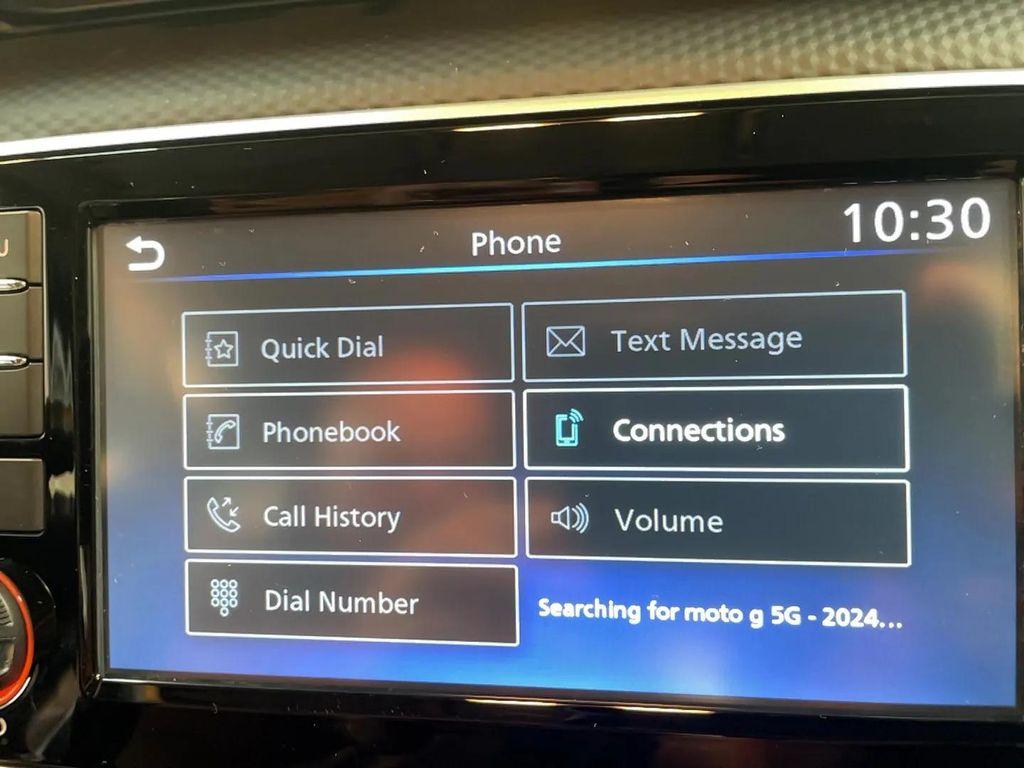 Phone
10:30
Quick Dial
Text Message
Phonebook
Connections
Call History
Volume
Dial Number
Searching for moto g 5G - 2024...